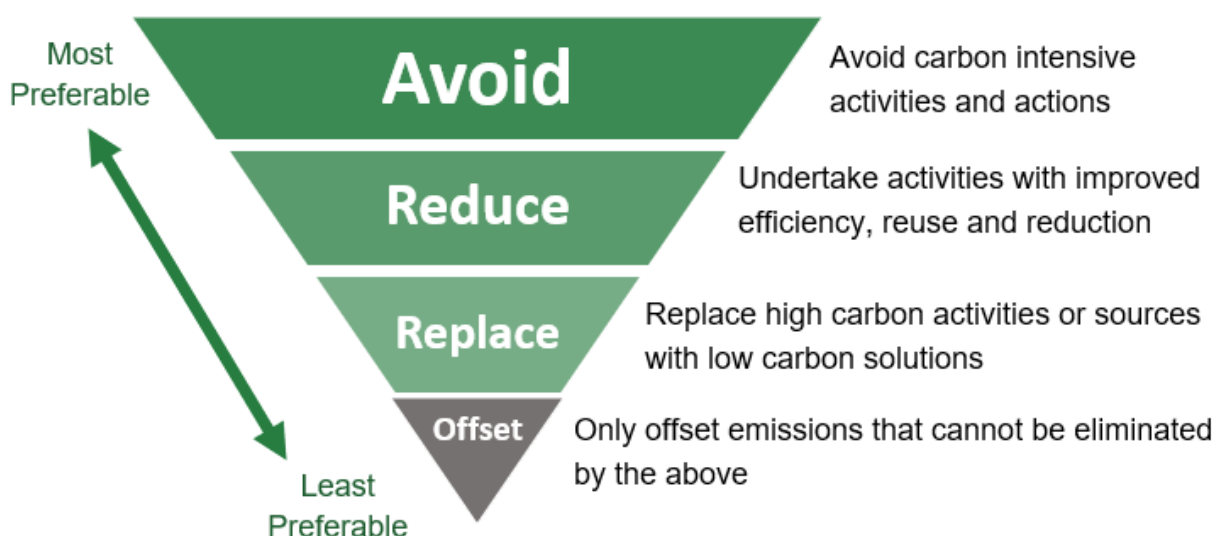 Most
Preferable
Avoid
Avoid carbon intensive
activities and actions
Reduce
Undertake activities with improved
efficiency, reuse and reduction
Replace
Replace high carbon activities or sources
with low carbon solutions
Offset
Only offset emissions that cannot be eliminated
by the above
Least
Preferable